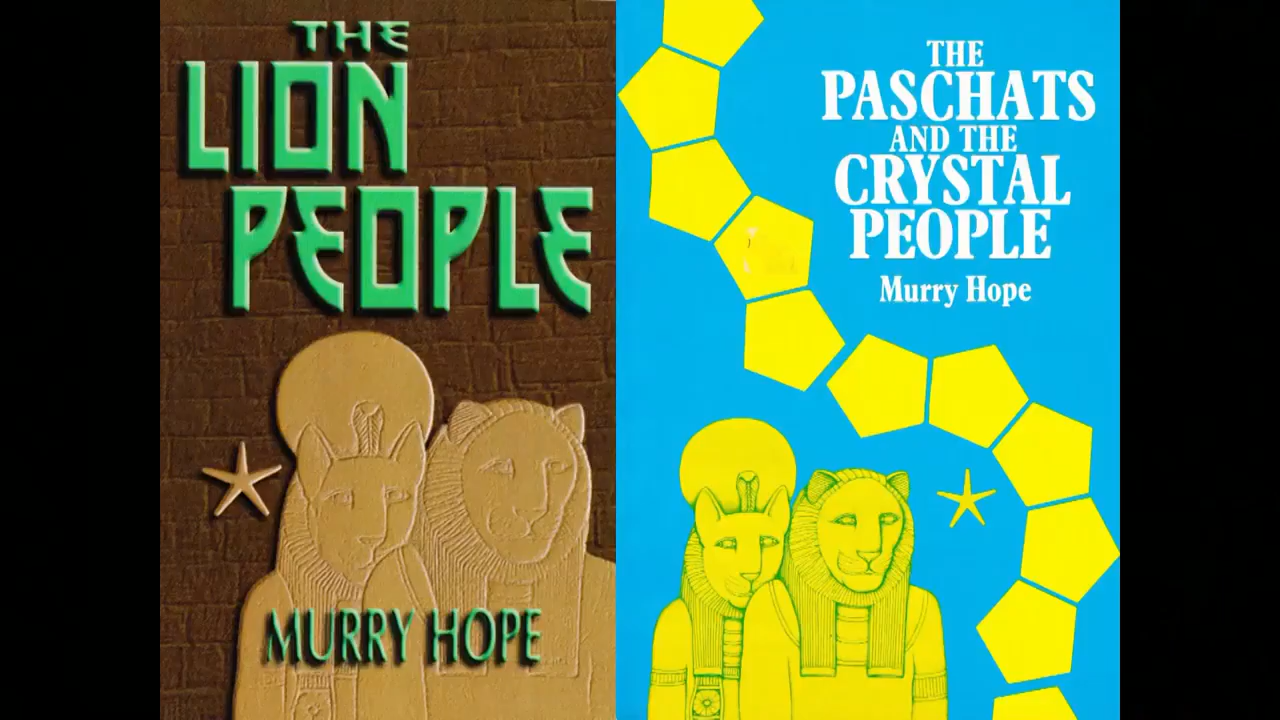 THE
LION
PEOPLE
MURRY HOPE
THE
PASCHATS
AND THE
CRYSTAL
PEOPLE
Murry Hope